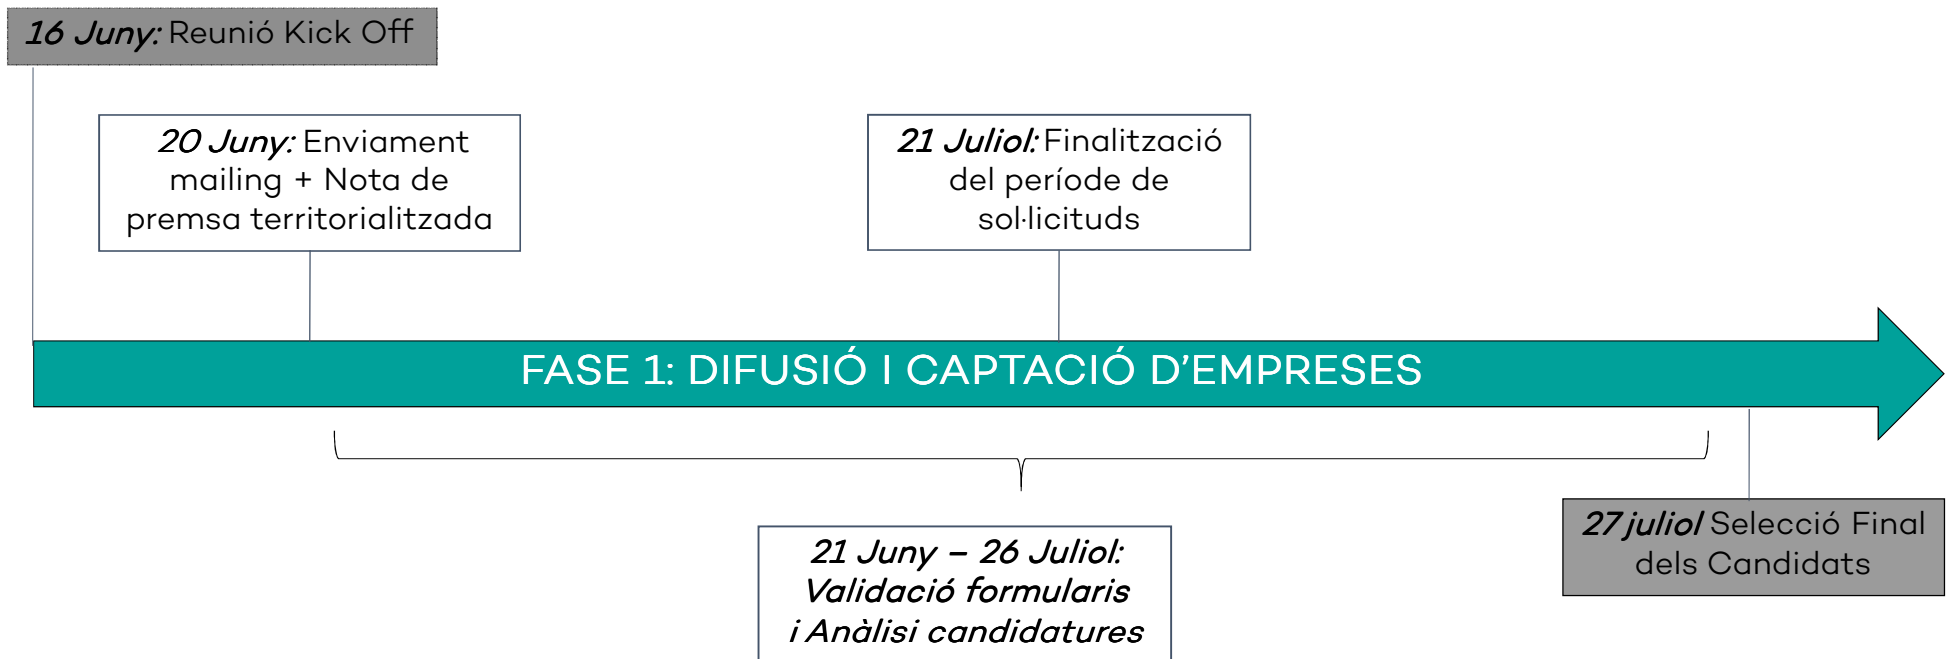 16 Juny: Reunió Kick Off
20 Juny: Enviament
mailing + Nota de
premsa territorialitzada
21 Juliol: Finalització
del període de
sol·licituds
FASE 1: DIFUSIÓ I CAPTACIÓ D’EMPRESES
21 Juny – 26 Juliol:
Validació formularis
i Anàlisi candidatures
27 juliol Selecció Final
dels Candidats